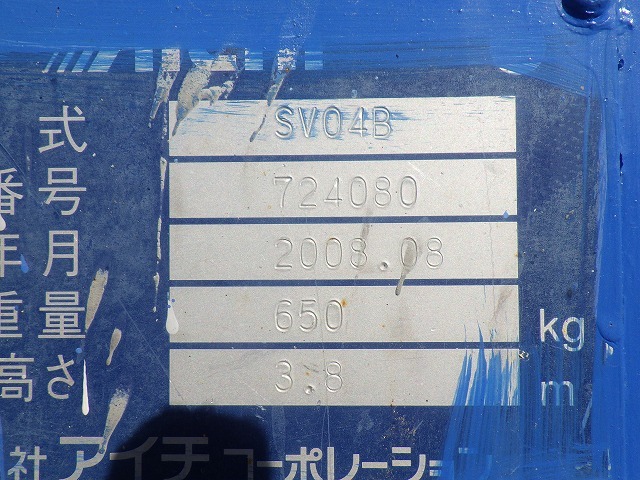 式 SV04B
番号 724080
年月 2008.08
重量 650 kg
高さ 3.8 m
社アイチコーポレーション